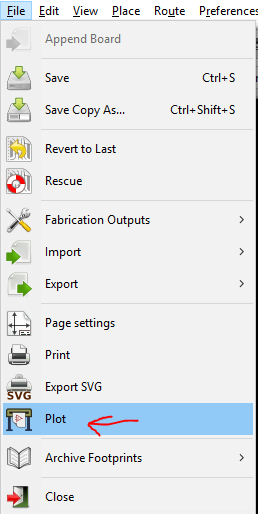 File Edit View Place Route Preferences
Append Board
Save Ctrl+S
Save Copy As... Ctrl+Shift+S
Revert to Last
Rescue
Fabrication Outputs
Import
Export
Page settings
Print
SVG Export SVG
Plot
Archive Footprints
Close